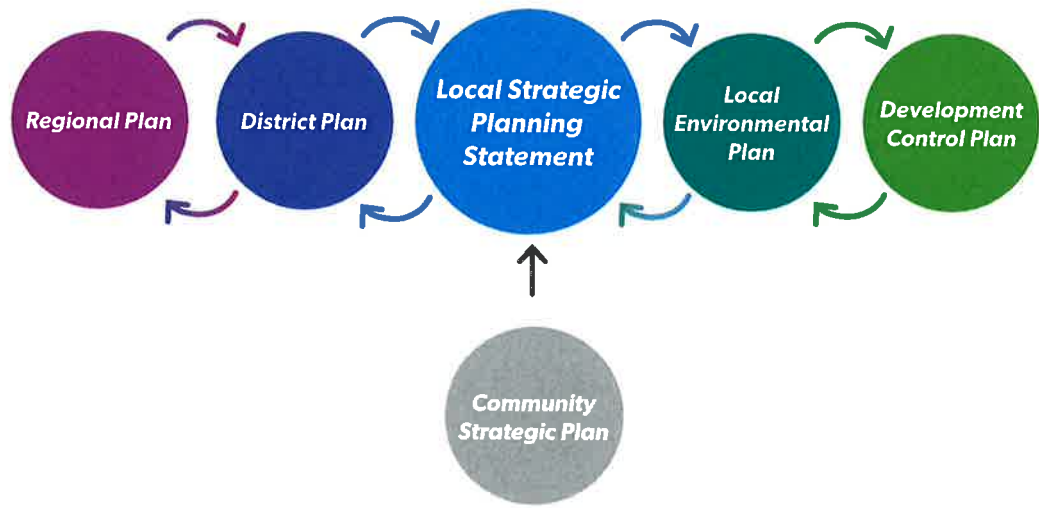 Regional Plan
District Plan
Local Strategic
Planning
Statement
Local
Environmental
Plan
Development
Control Plan
Community
Strategic Plan